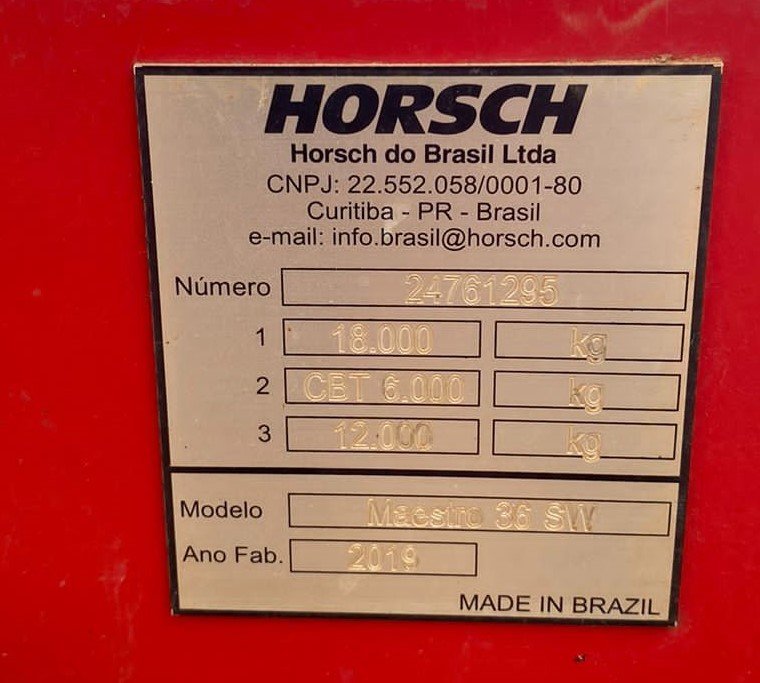 HORSCH
Horsch do Brasil Ltda
CNPJ: 22.552.058/0001-80
Curitiba - PR - Brasil
e-mail: info.brasil@horsch.com
Número 24761295
1 18.000 kg
2 CBT 6.000 kg
3 12.000 kg
Modelo Maestro 36 SW
Ano Fab. 2019
MADE IN BRAZIL